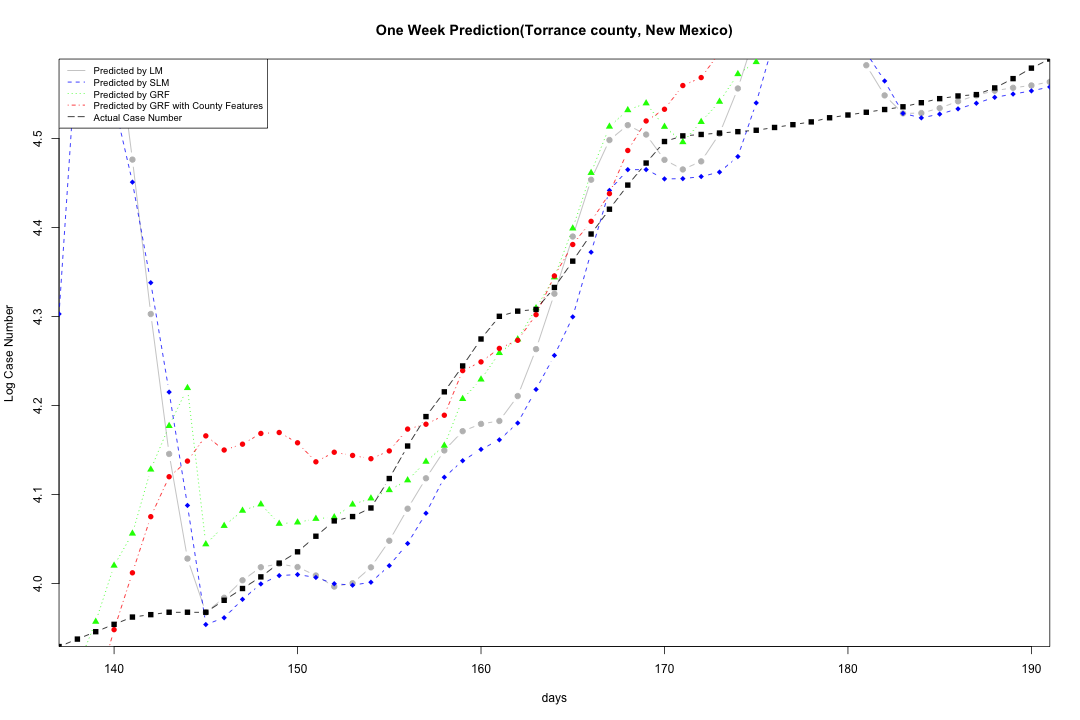 One Week Prediction(Torrance county, New Mexico)
Predicted by LM
Predicted by SLM
Predicted by GRF
Predicted by GRF with County Features
Actual Case Number
4.5
4.4
4.3
4.2
4.1
4.0
Log Case Number
140 150 160 170 180 190
days